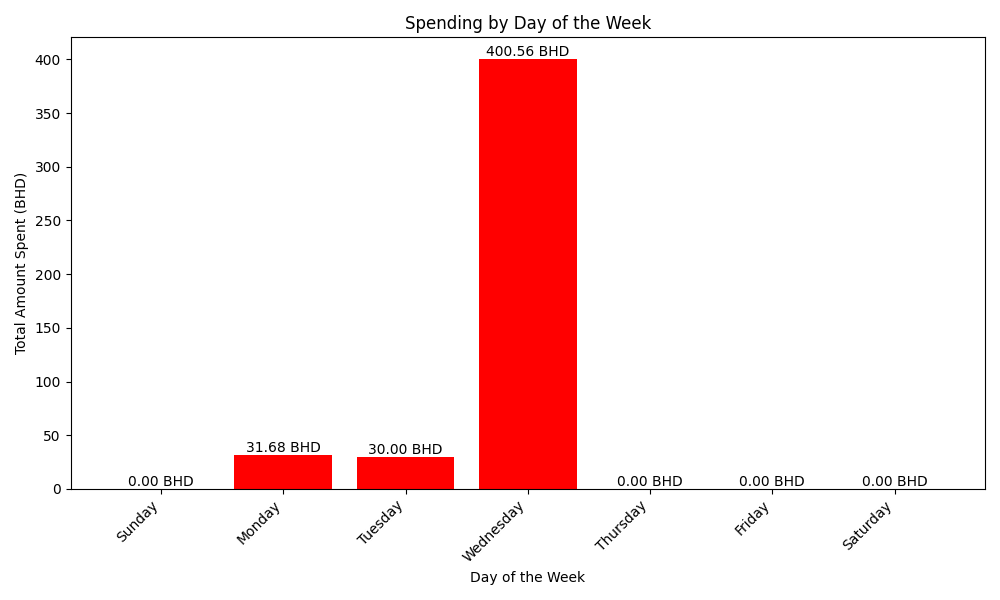 Spending by Day of the Week
Total Amount Spent (BHD)
400
350
300
250
200
150
100
50
0
0.00 BHD
31.68 BHD
30.00 BHD
400.56 BHD
0.00 BHD
0.00 BHD
0.00 BHD
Sunday
Monday
Tuesday
Wednesday
Thursday
Friday
Saturday
Day of the Week